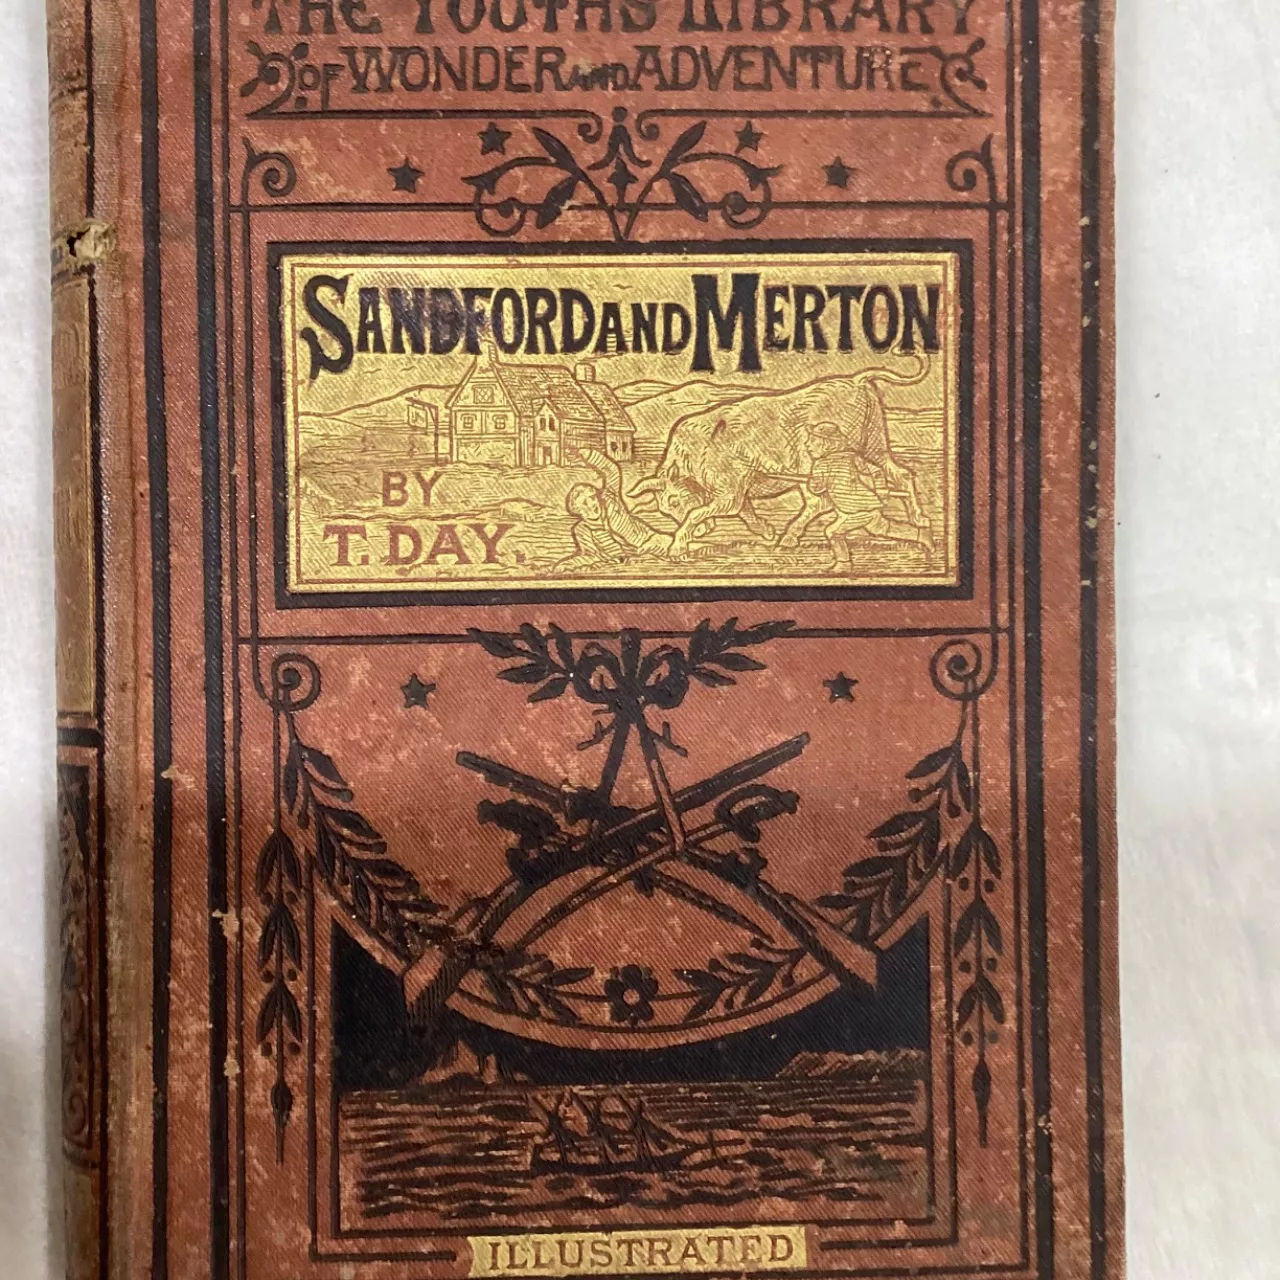 THE YOUTHS LIBRARY
OF WONDER AND ADVENTURE
SANDFORD AND MERTON
BY
T. DAY.
ILLUSTRATED